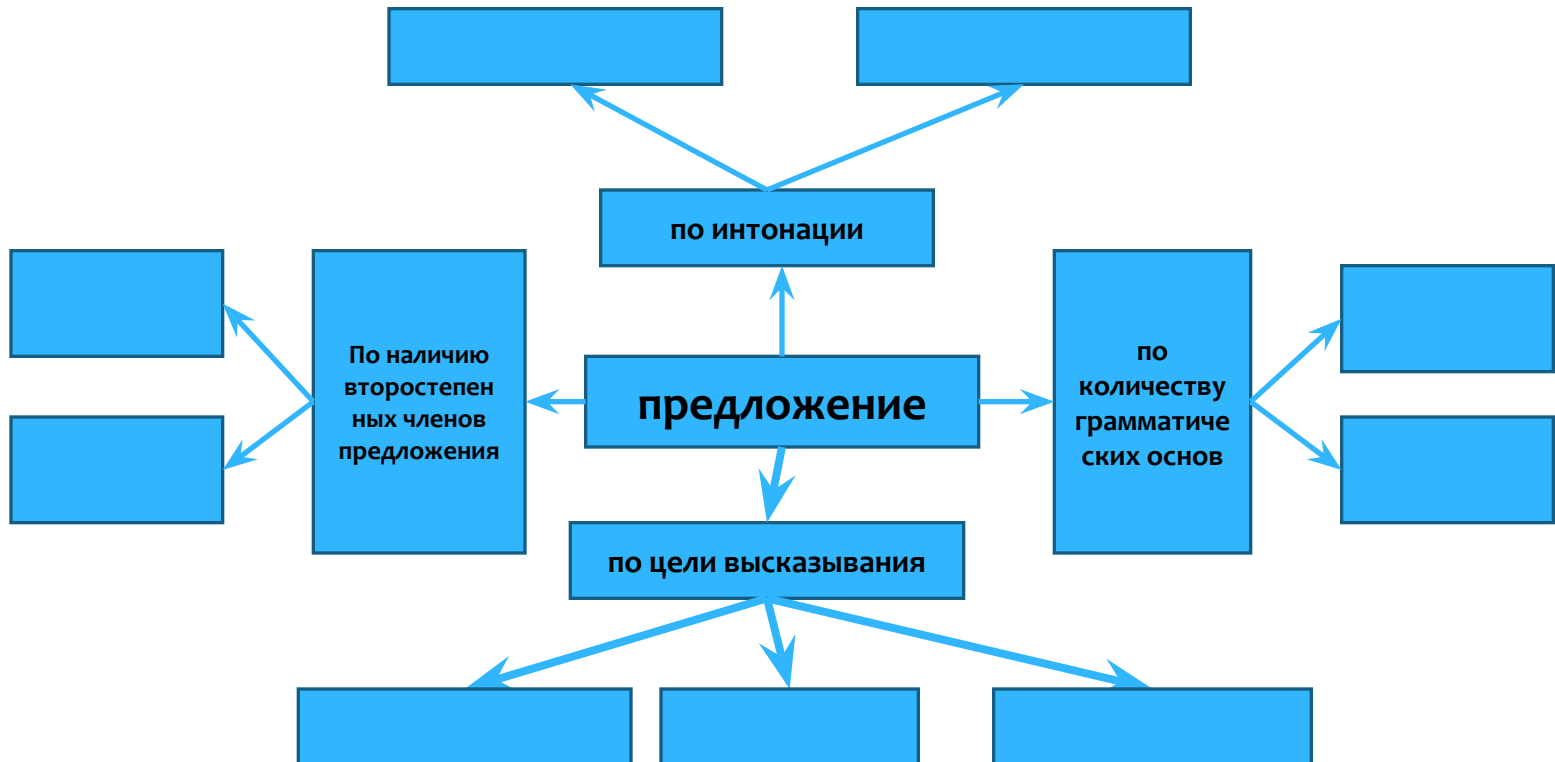 по интонации
По наличию
второстепен
ных членов
предложения
предложение
по
количеству
грамматиче
ских основ
по цели высказывания